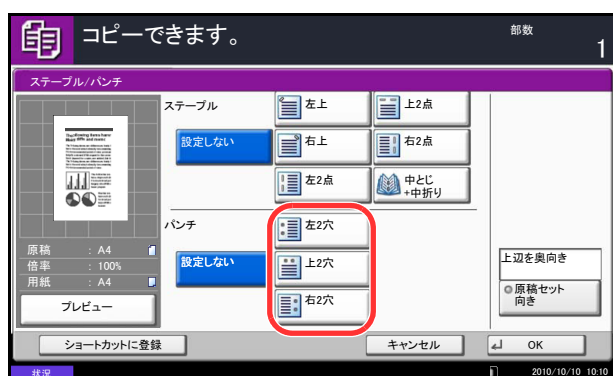 コピーできます。
部数
1
ステープル/パンチ
ステープル
設定しない
左上
上2点
右上
右2点
左2点
中とじ
+中折り
パンチ
設定しない
左2穴
上2穴
右2穴
原稿 : A4
倍率 : 100%
用紙 : A4
プレビュー
上辺を奥向き
原稿セット
向き
ショートカットに登録
キャンセル
OK
状況
2010/10/10 10:10